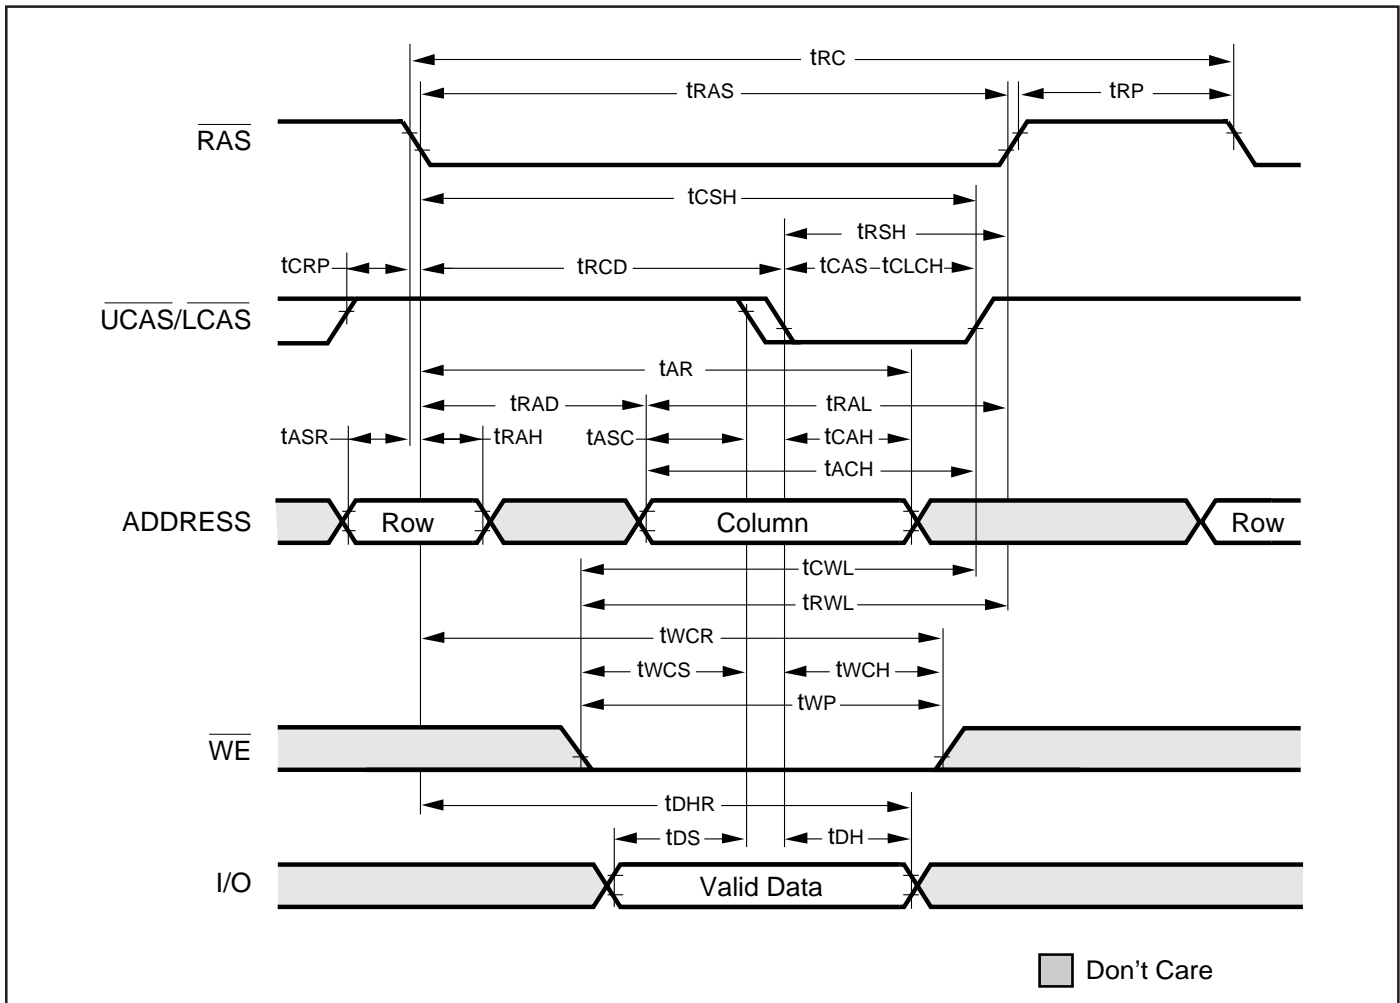 tRC
tRAS
tRP
RAS
tCSH
tRSH
tCRP
tRCD
tCAS tCLCH
UCAS/LCAS
tAR
tRAD
tRAL
tASR
tRAH
tASC
tCAH
tACH
ADDRESS
Row
Column
Row
tCWL
tRWL
tWCR
tWCS
tWCH
tWP
WE
tDHR
tDS
tDH
I/O
Valid Data
Don't Care